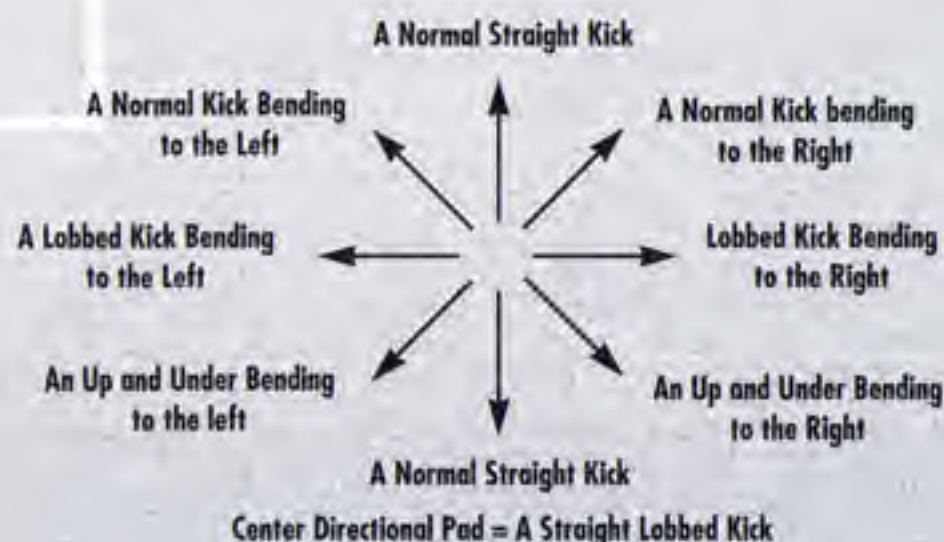 A Normal Straight Kick
A Normal Kick Bending
to the Left
A Normal Kick bending
to the Right
A Lobbed Kick Bending
to the Left
Lobbed Kick Bending
to the Right
An Up and Under Bending
to the left
An Up and Under Bending
to the Right
A Normal Straight Kick
Center Directional Pad = A Straight Lobbed Kick